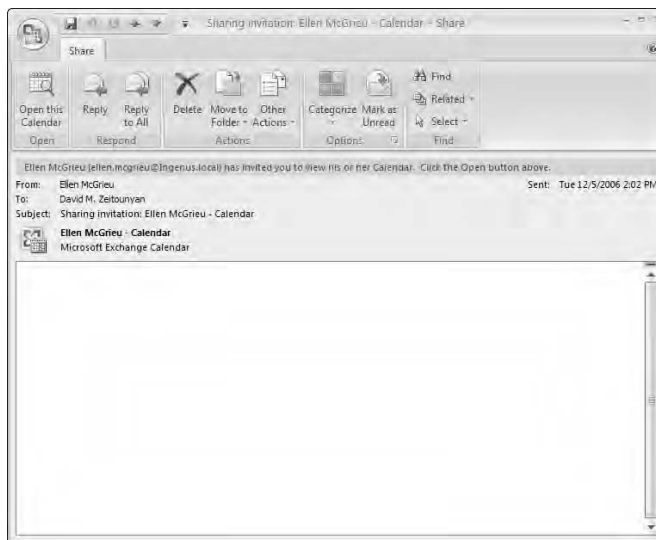 Sharing invitation: Ellen McGrieu - Calendar - Share
Share
Open this Calendar
Reply
Reply to All
Delete
Move to Folder
Other Actions
Categorize
Mark as Unread
Find
Related
Select
Open
Respond
Actions
Options
Find
Ellen McGrieu (ellen.mcgrieu@Ingenus.local) has invited you to view his or her Calendar. Click the Open button above.
From: Ellen McGrieu
Sent: Tue 12/5/2006 2:02 PM
To: David M. Zeitounyan
Subject: Sharing invitation: Ellen McGrieu - Calendar
Ellen McGrieu - Calendar
Microsoft Exchange Calendar